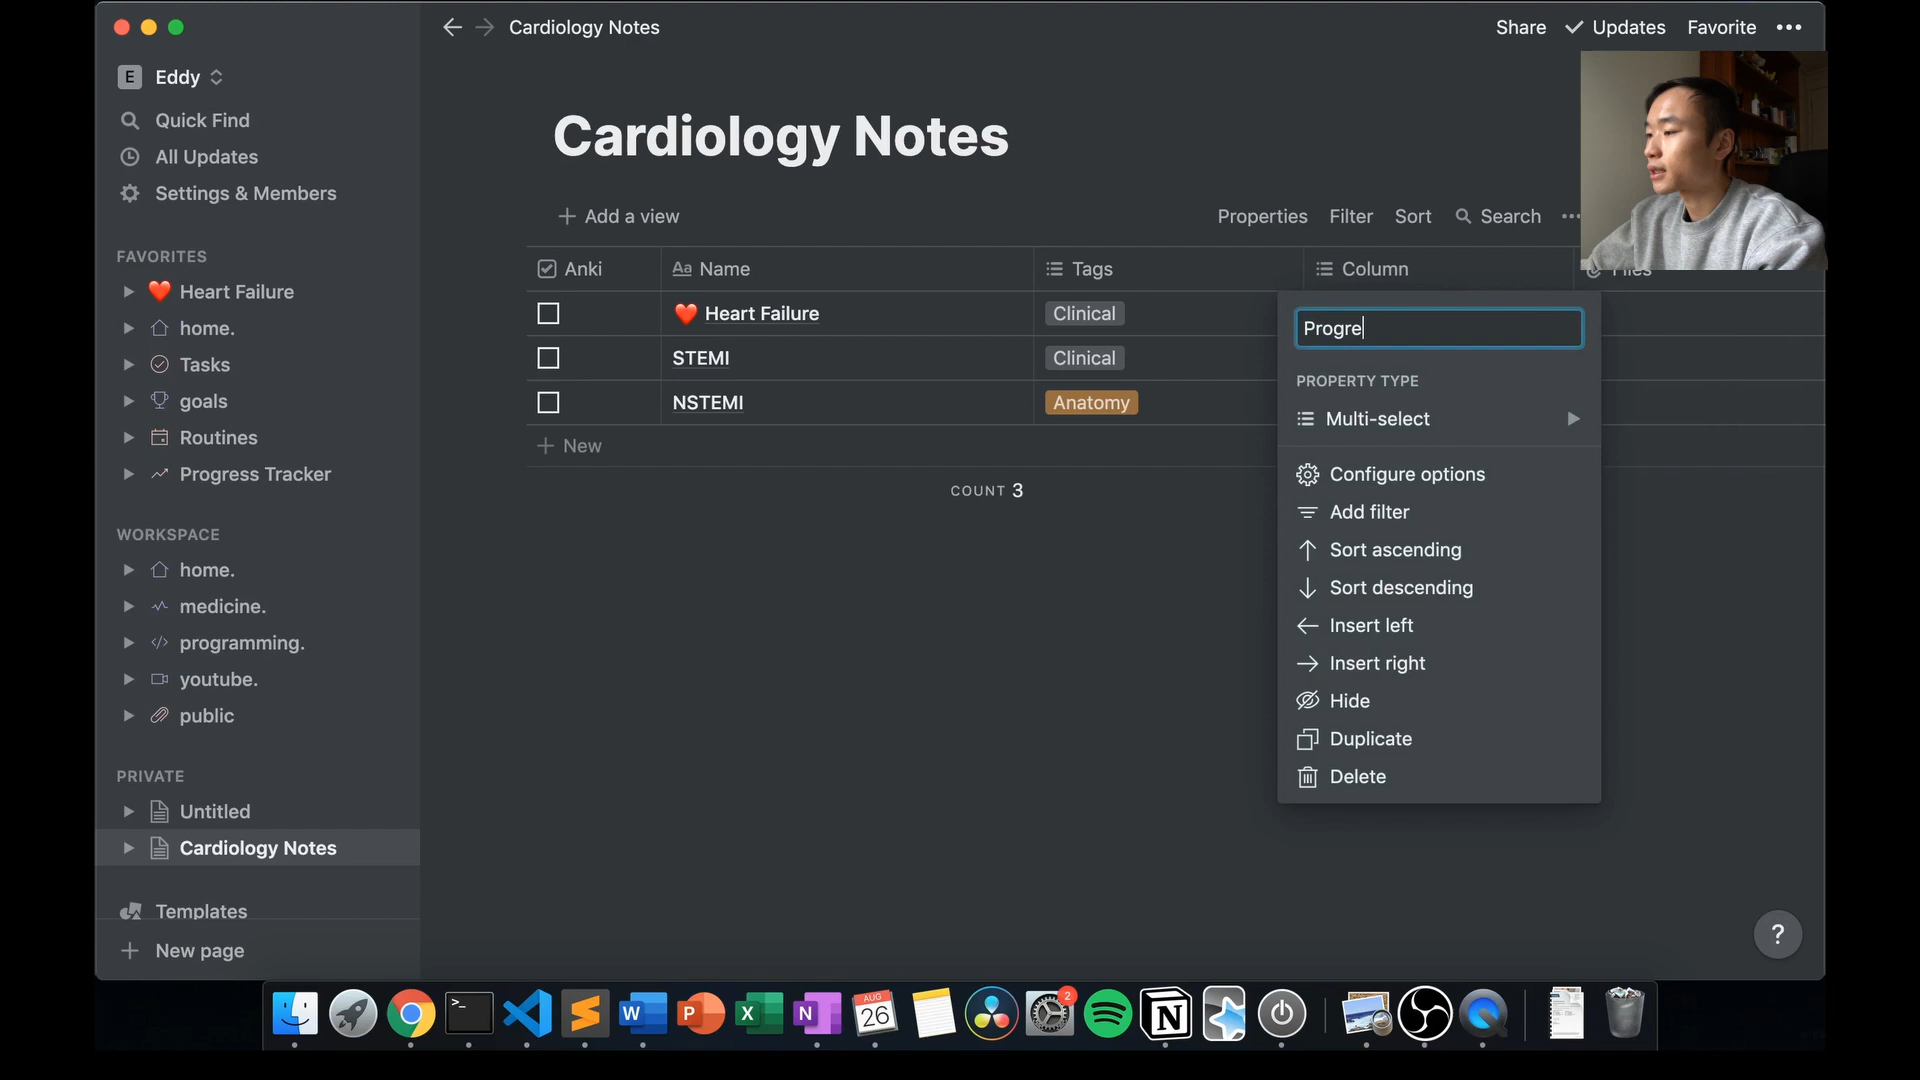 Cardiology Notes
Share
Updates
Favorite
E
Eddy
Quick Find
All Updates
Settings & Members
FAVORITES
Heart Failure
home.
Tasks
goals
Routines
Progress Tracker
WORKSPACE
home.
medicine.
programming.
youtube.
public
PRIVATE
Untitled
Cardiology Notes
Templates
New page
Cardiology Notes
Add a view
Properties
Filter
Sort
Search
Anki
Aa Name
Tags
Column
Files
Heart Failure
Clinical
STEMI
Clinical
NSTEMI
Anatomy
New
COUNT 3
Progre
PROPERTY TYPE
Multi-select
Configure options
Add filter
Sort ascending
Sort descending
Insert left
Insert right
Hide
Duplicate
Delete
?
>_
W
P
X
N
AUG
26
2
N